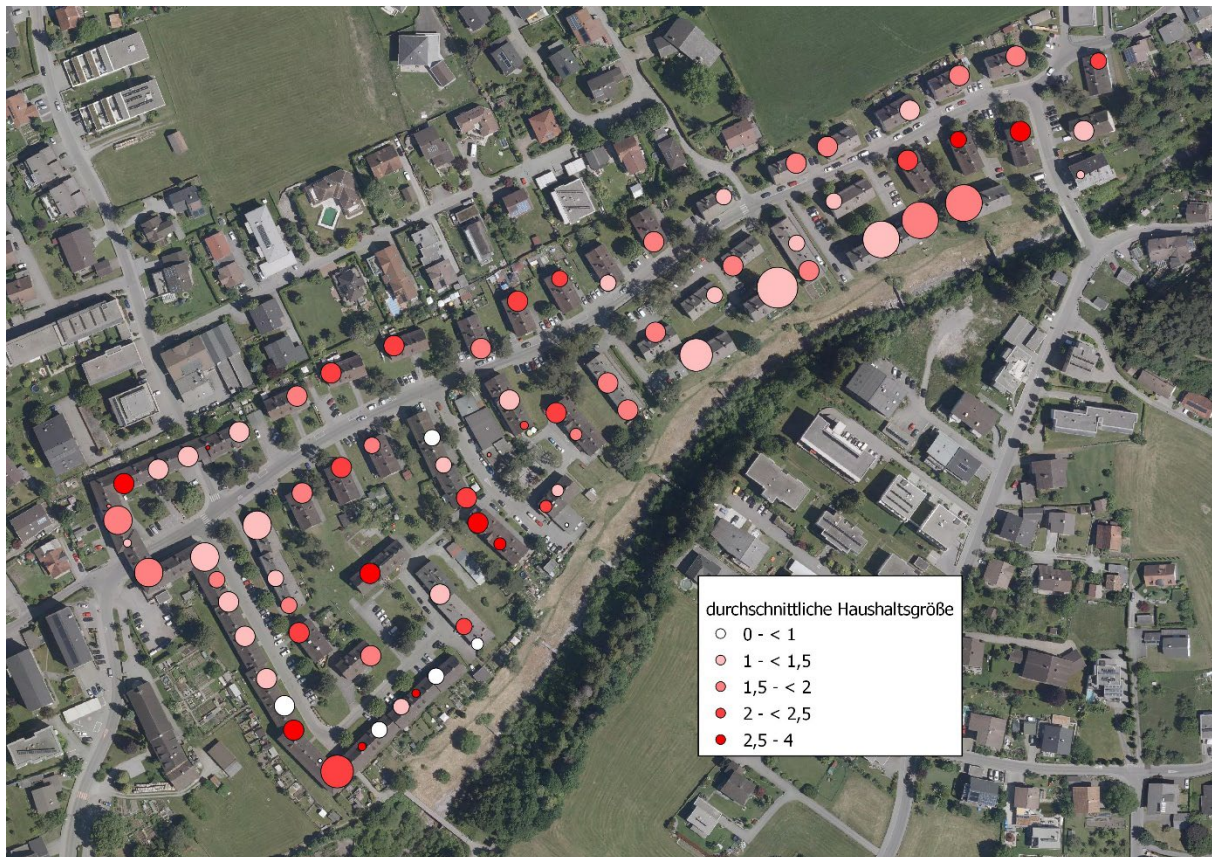 durchschnittliche Haushaltsgröße
0 - < 1
1 - < 1,5
1,5 - < 2
2 - < 2,5
2,5 - 4